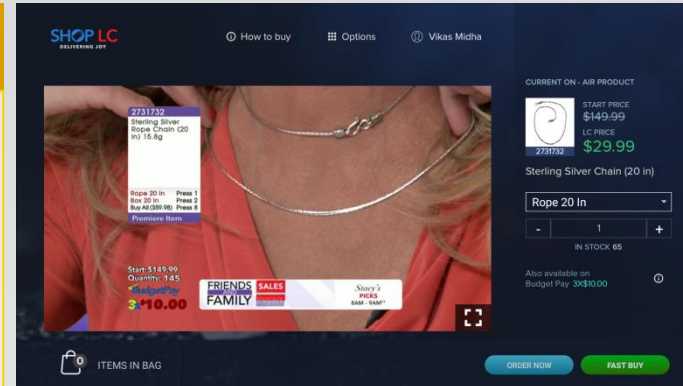 SHOP LC
DELIVERING JOY
How to buy
Options
Vikas Midha
2731732
Sterling Silver
Rope Chain (20
in) 15.8g
Rope 20 In Press 1
Box 20 in Press 2
Buy All ($59.98) Press 8
Premiere Item
Start $149.99
Quantity: 145
BudgetPay
3X$10.00
FRIENDS
AND
FAMILY
SALES
Stacy's
PICKS
8AM - 9AM
CURRENT ON - AIR PRODUCT
2731732
START PRICE
$149.99
LC PRICE
$29.99
Sterling Silver Chain (20 in)
Rope 20 In
- 1 +
IN STOCK 65
Also available on
Budget Pay 3X$10.00
0
ITEMS IN BAG
ORDER NOW
FAST BUY